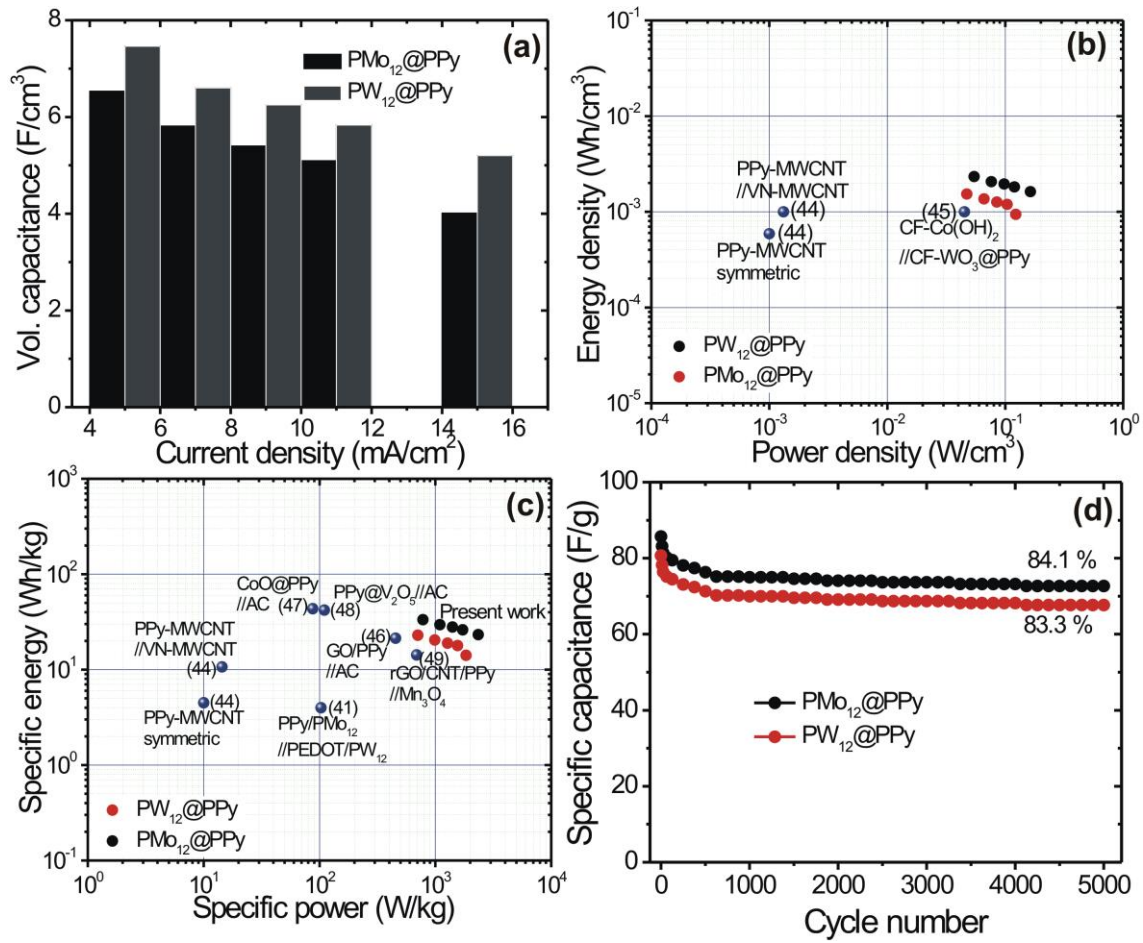 (a)
PMo12@PPy
PW12@PPy
8
6
4
2
0
4 6 8 10 12 14 16
Vol. capacitance (F/cm3)
Current density (mA/cm2)
(b)
10-1
10-2
10-3
10-4
10-5
PPy-MWCNT
//VN-MWCNT
(44)
(44)
PPy-MWCNT
symmetric
(45)
CF-Co(OH)2
//CF-WO3@PPy
PW12@PPy
PMo12@PPy
10-4 10-3 10-2 10-1 100
Energy density (Wh/cm3)
Power density (W/cm3)
(c)
103
102
101
100
10-1
CoO@PPy
//AC
(47)
(48)
PPy@V2O5//AC
Present work
PPy-MWCNT
//VN-MWCNT
(44)
(46)
GO/PPy
//AC
(49)
rGO/CNT/PPy
//Mn3O4
(44)
PPy-MWCNT
symmetric
(41)
PPy/PMo12
//PEDOT/PW12
PW12@PPy
PMo12@PPy
100 101 102 103 104
Specific energy (Wh/kg)
Specific power (W/kg)
(d)
100
80
60
40
20
0
84.1 %
83.3 %
PMo12@PPy
PW12@PPy
0 1000 2000 3000 4000 5000
Specific capacitance (F/g)
Cycle number